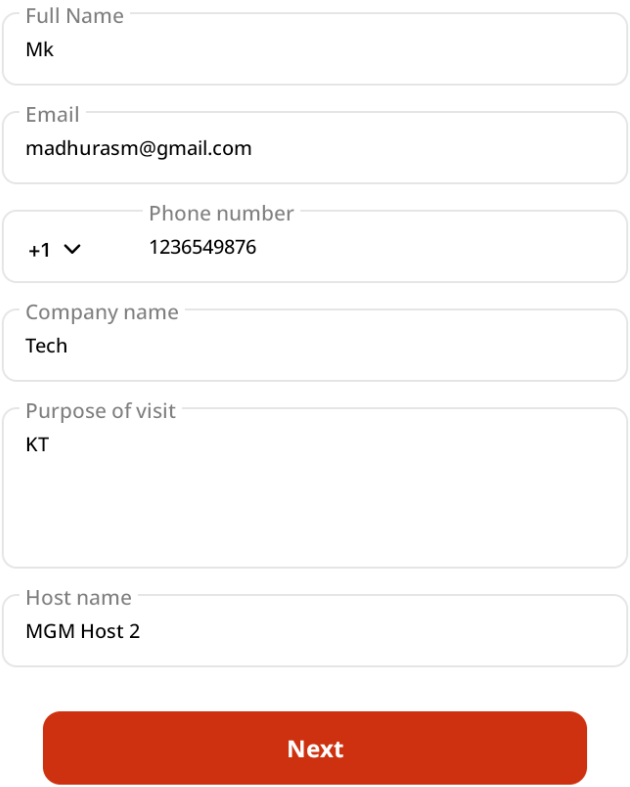 Full Name
Mk
Email
madhurasm@gmail.com
Phone number
+1 1236549876
Company name
Tech
Purpose of visit
KT
Host name
MGM Host 2
Next